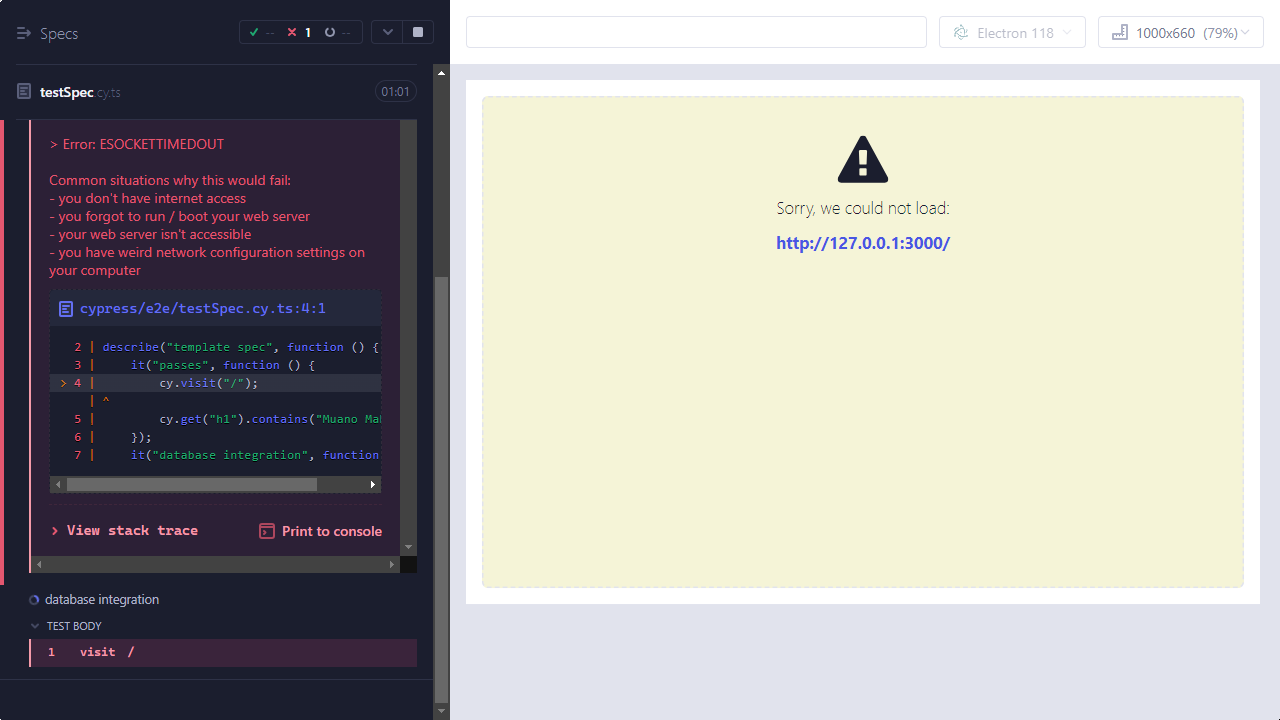 Specs
-- 1 --
testSpec.cy.ts 01:01
> Error: ESOCKETTIMEDOUT
Common situations why this would fail:
- you don't have internet access
- you forgot to run / boot your web server
- your web server isn't accessible
- you have weird network configuration settings on
your computer
cypress/e2e/testSpec.cy.ts:4:1
2 | describe("template spec", function () {
3 |     it("passes", function () {
> 4 |         cy.visit("/");
| ^
5 |         cy.get("h1").contains("Muano Mal
6 |     });
7 |     it("database integration", function
View stack trace Print to console
database integration
TEST BODY
1 visit /
Electron 118 1000x660 (79%)
Sorry, we could not load:
http://127.0.0.1:3000/